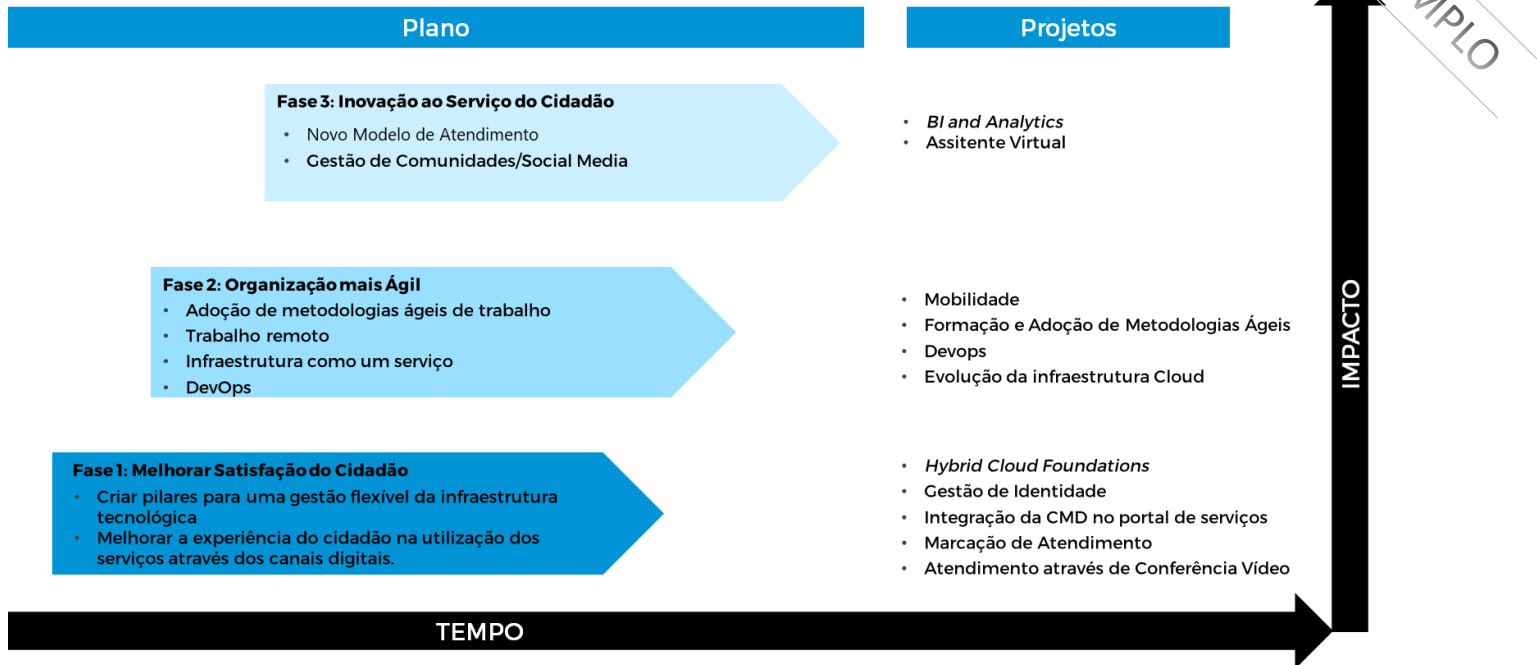 Plano
Projetos
Fase 3: Inovação ao Serviço do Cidadão
• Novo Modelo de Atendimento
• Gestão de Comunidades/Social Media
• BI and Analytics
• Assitente Virtual
Fase 2: Organização mais Ágil
• Adoção de metodologias ágeis de trabalho
• Trabalho remoto
• Infraestrutura como um serviço
• DevOps
• Mobilidade
• Formação e Adoção de Metodologias Ágeis
• Devops
• Evolução da infraestrutura Cloud
Fase 1: Melhorar Satisfação do Cidadão
• Criar pilares para uma gestão flexível da infraestrutura
tecnológica
• Melhorar a experiência do cidadão na utilização dos
serviços através dos canais digitais.
• Hybrid Cloud Foundations
• Gestão de Identidade
• Integração da CMD no portal de serviços
• Marcação de Atendimento
• Atendimento através de Conferência Vídeo
TEMPO
IMPACTO